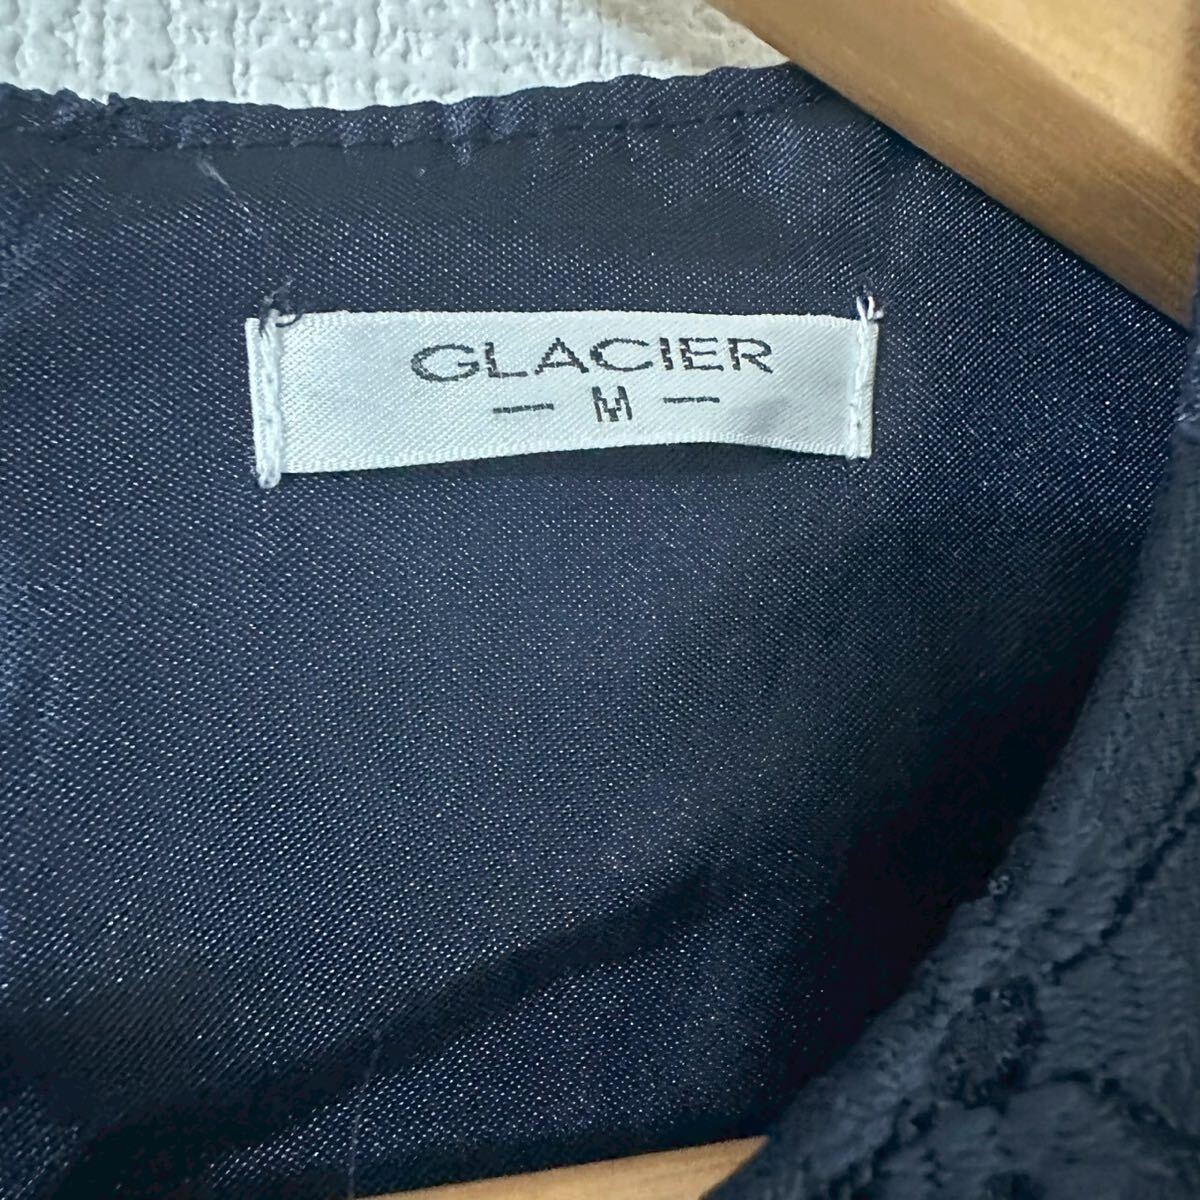 GLACIER
— M —